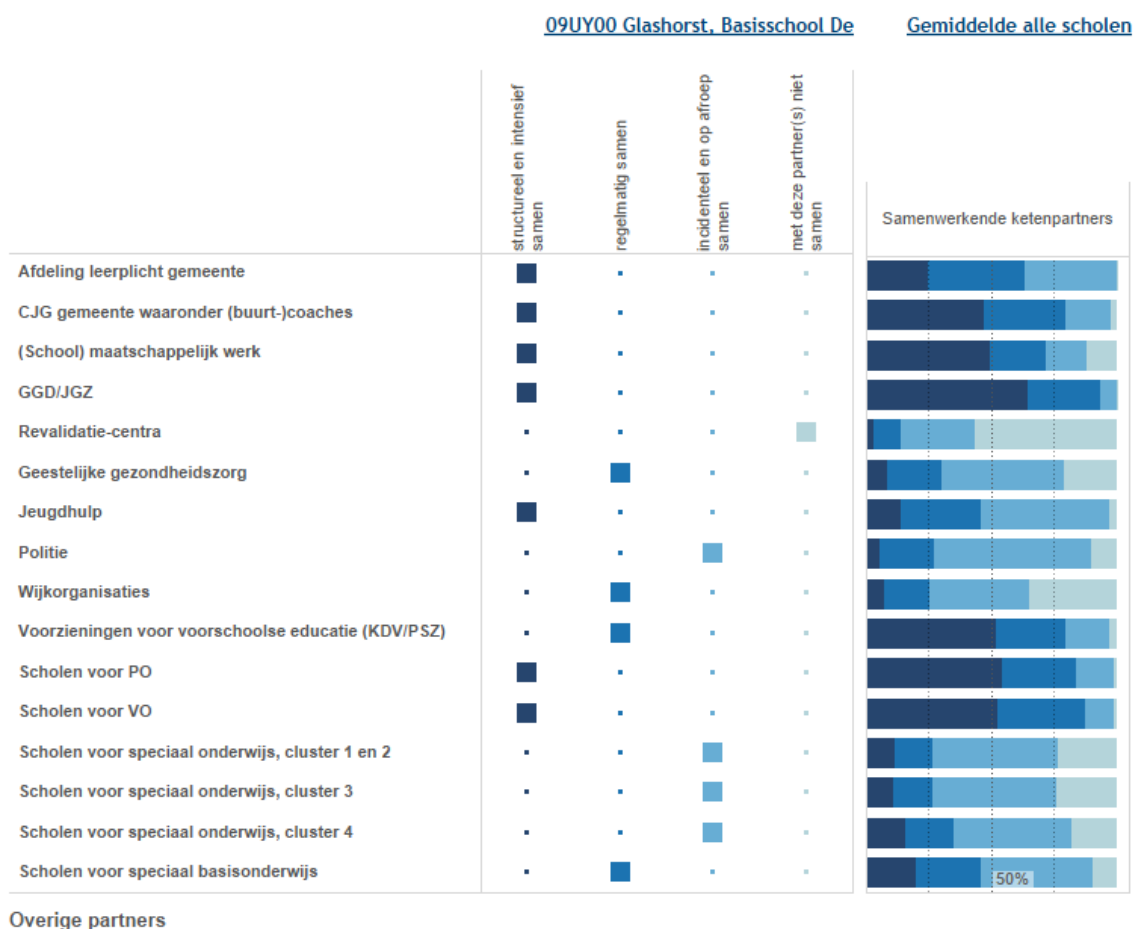 09UY00 Glashorst, Basisschool De
Gemiddelde alle scholen
structureel en intensief
samen
regelmatig samen
incidenteel en op afroep
samen
met deze partner(s) niet
samen
Samenwerkende ketenpartners
Afdeling leerplicht gemeente
CJG gemeente waaronder (buurt-)coaches
(School) maatschappelijk werk
GGD/JGZ
Revalidatie-centra
Geestelijke gezondheidszorg
Jeugdhulp
Politie
Wijkorganisaties
Voorzieningen voor voorschoolse educatie (KDV/PSZ)
Scholen voor PO
Scholen voor VO
Scholen voor speciaal onderwijs, cluster 1 en 2
Scholen voor speciaal onderwijs, cluster 3
Scholen voor speciaal onderwijs, cluster 4
Scholen voor speciaal basisonderwijs
50%
Overige partners